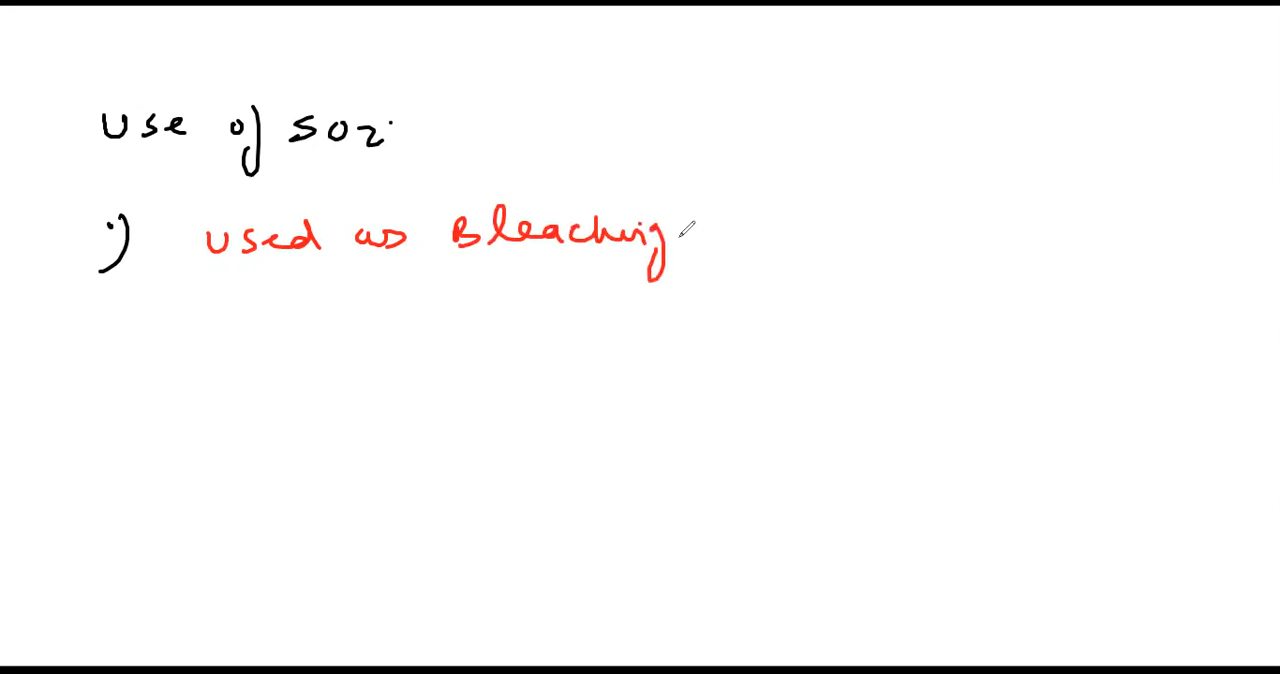 use of SO2.
i) used as Bleaching